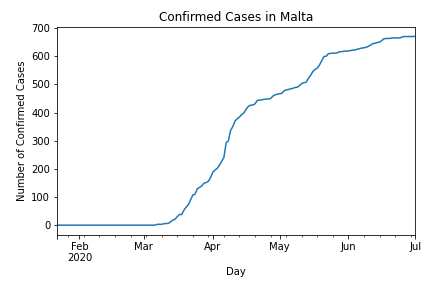 Confirmed Cases in Malta
Number of Confirmed Cases
700
600
500
400
300
200
100
0
Feb
2020
Mar
Apr
May
Jun
Jul
Day